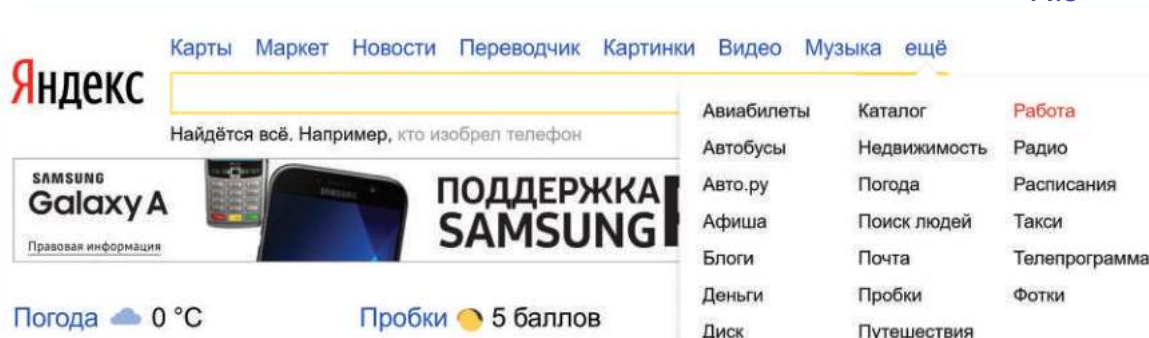 Карты Маркет Новости Переводчик Картинки Видео Музыка ещё
Яндекс
Найдётся всё. Например, кто изобрел телефон
SAMSUNG
Galaxy A
Правовая информация
SAMSUNG
ПОДДЕРЖКА
SAMSUNG
Авиабилеты Каталог Работа
Автобусы Недвижимость Радио
Авто.ру Погода Расписания
Афиша Поиск людей Такси
Блоги Почта Телепрограмма
Деньги Пробки Фотки
Диск Путешествия
Погода 0 °C Пробки 5 баллов